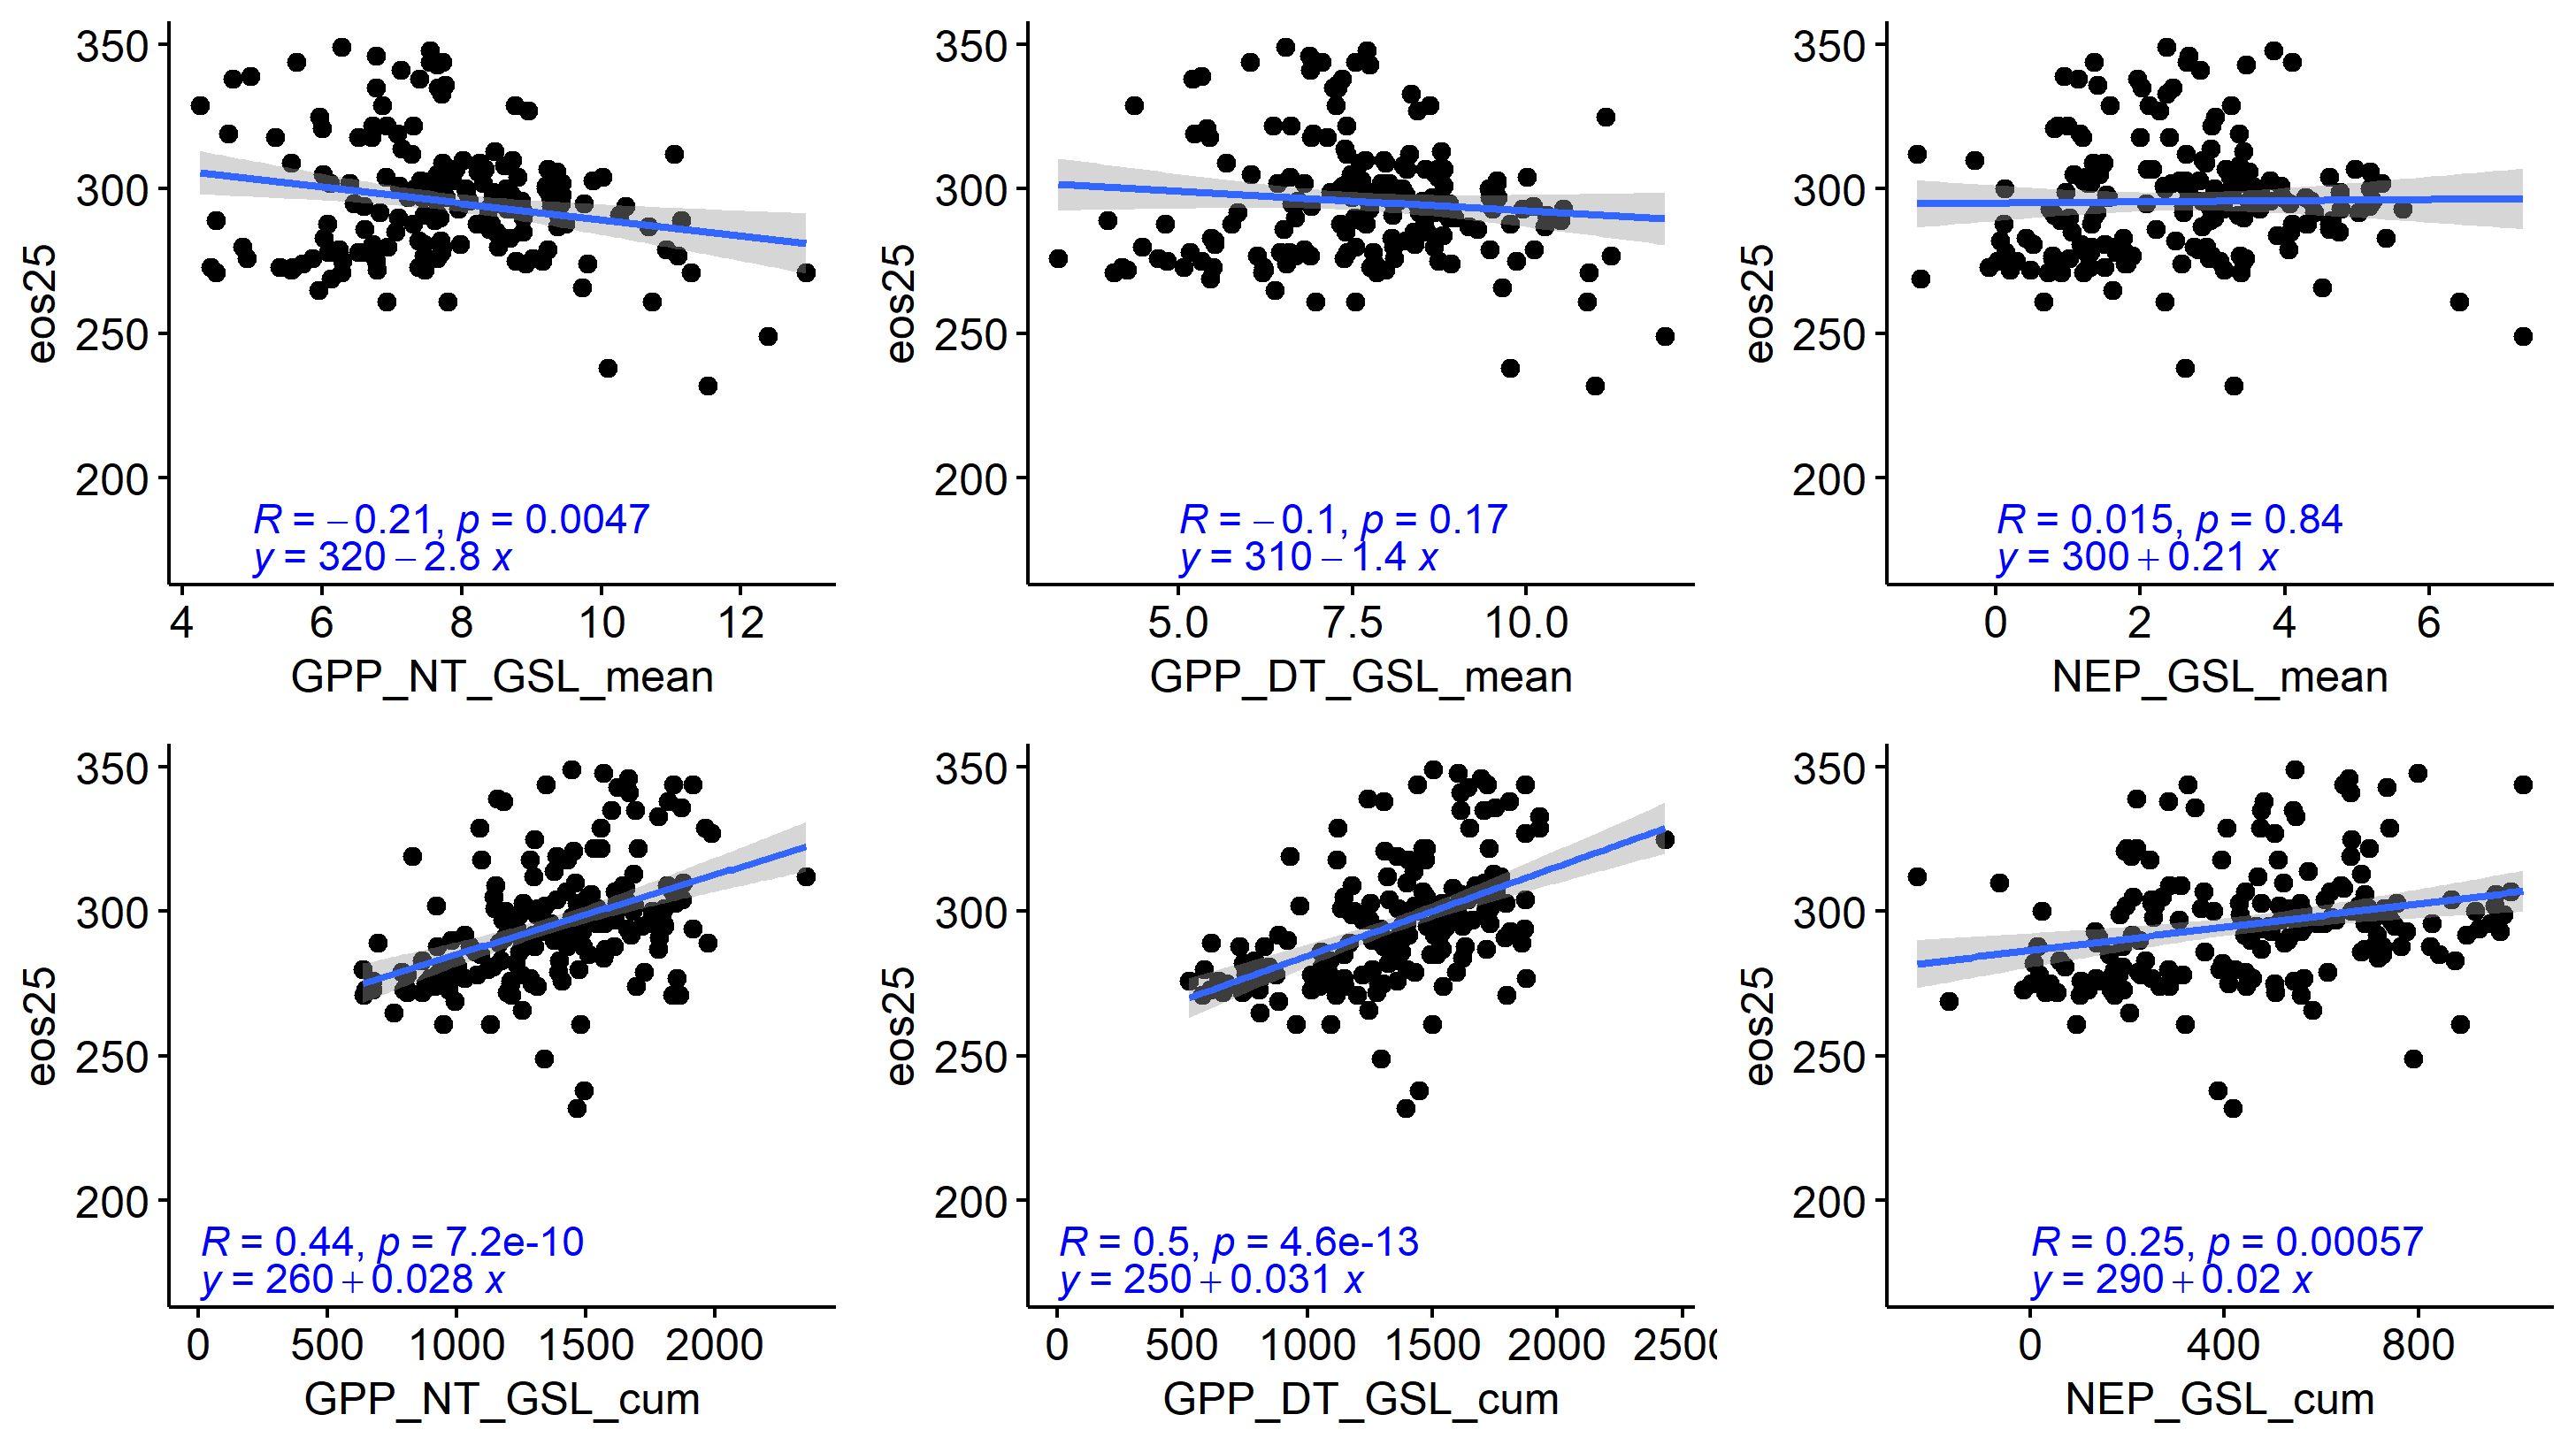 350
300
250
200
eos25
R = −0.21, p = 0.0047
y = 320 − 2.8 x
4 6 8 10 12
GPP_NT_GSL_mean
350
300
250
200
eos25
R = −0.1, p = 0.17
y = 310 − 1.4 x
5.0 7.5 10.0
GPP_DT_GSL_mean
350
300
250
200
eos25
R = 0.015, p = 0.84
y = 300 + 0.21 x
0 2 4 6
NEP_GSL_mean
350
300
250
200
eos25
R = 0.44, p = 7.2e-10
y = 260 + 0.028 x
0 500 1000 1500 2000
GPP_NT_GSL_cum
350
300
250
200
eos25
R = 0.5, p = 4.6e-13
y = 250 + 0.031 x
0 500 1000 1500 2000 2500
GPP_DT_GSL_cum
350
300
250
200
eos25
R = 0.25, p = 0.00057
y = 290 + 0.02 x
0 400 800
NEP_GSL_cum